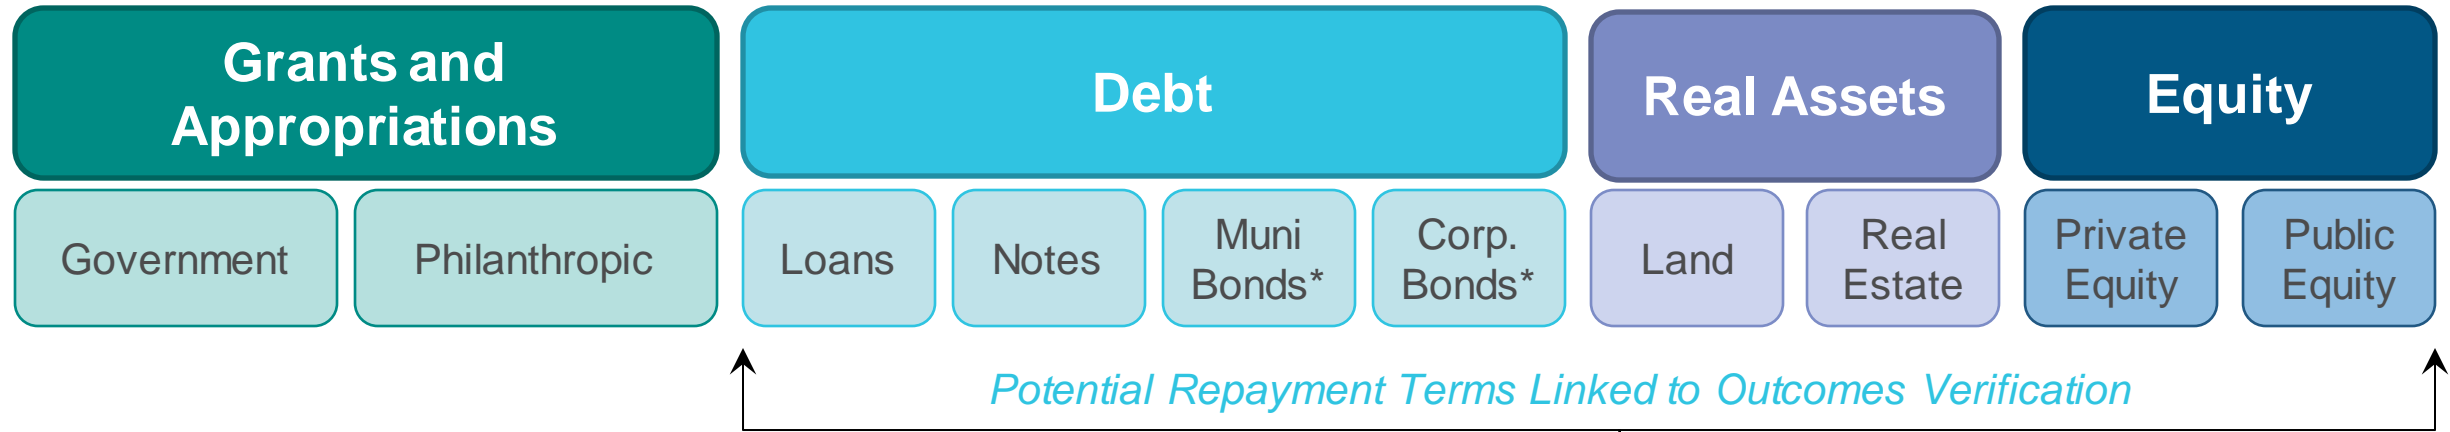 Grants and
Appropriations
Debt
Real Assets
Equity
Government
Philanthropic
Loans
Notes
Muni
Bonds*
Corp.
Bonds*
Land
Real
Estate
Private
Equity
Public
Equity
Potential Repayment Terms Linked to Outcomes Verification